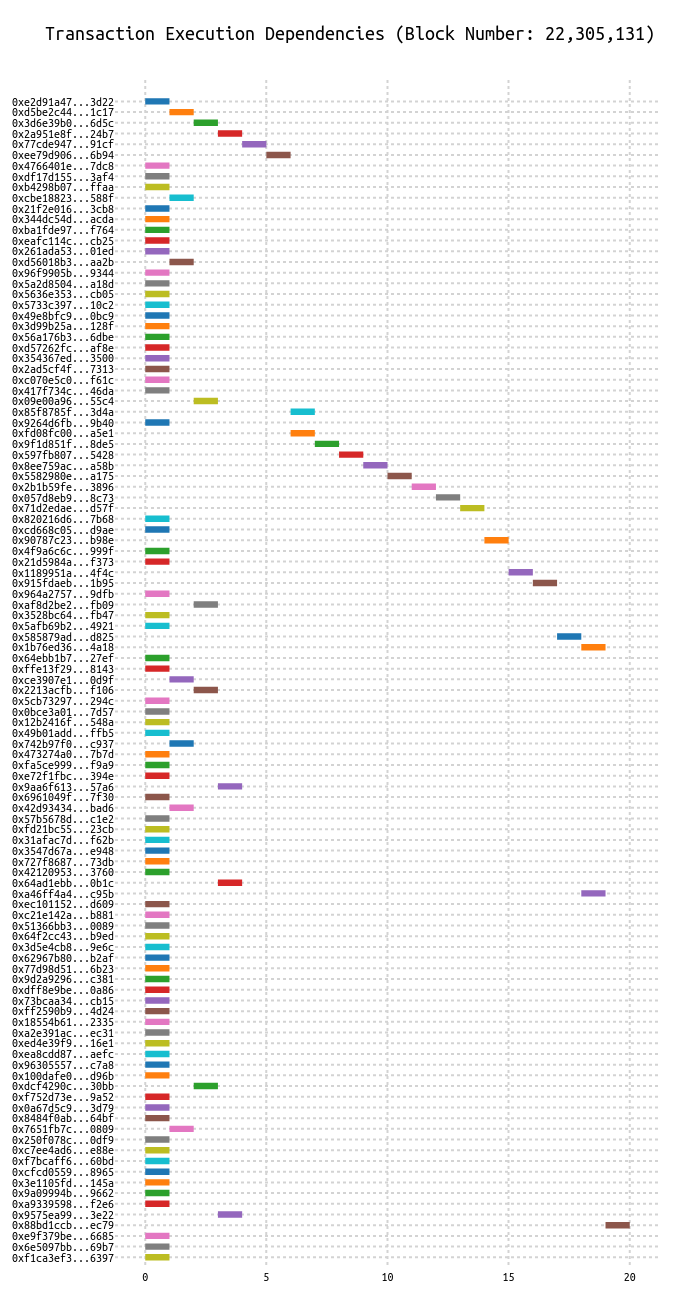 Transaction Execution Dependencies (Block Number: 22,305,131)
0xe2d91a47...3d22
0xd5be2c44...1c17
0x3d6e39b0...6d5c
0x2a951e8f...24b7
0x77cde947...91cf
0xee79d906...6b94
0x4766401e...7dc8
0xdf17d155...3af4
0xb4298b07...ffaa
0xcbe18823...588f
0x21f2e016...3cb8
0x344dc54d...acda
0xba1fde97...f764
0xeafc114c...cb25
0x261ada53...01ed
0xd56018b3...aa2b
0x96f9905b...9344
0x5a2d8504...a18d
0x5636e353...cb05
0x5733c397...10c2
0x49e8bfc9...0bc9
0x3d99b25a...128f
0x56a176b3...6dbe
0xd57262fc...af8e
0x354367ed...3500
0x2ad5cf4f...7313
0xc070e5c0...f61c
0x417f734c...46da
0x09e00a96...55c4
0x85f8785f...3d4a
0x9264d6fb...9b40
0xfd08fc00...a5e1
0x9f1d851f...8de5
0x597fb807...5428
0x8ee759ac...a58b
0x5582980e...a175
0x2b1b59fe...3896
0x057d8eb9...8c73
0x71d2edae...d57f
0x820216d6...7b68
0xcd668c05...d9ae
0x90787c23...b98e
0x4f9a6c6c...999f
0x21d5984a...f373
0x1189951a...4f4c
0x915fdaeb...1b95
0x964a2757...9dfb
0xaf8d2be2...fb09
0x3528bc64...fb47
0x5afb69b2...4921
0x585879ad...d825
0x1b76ed36...4a18
0x64ebb1b7...27ef
0xffe13f29...8143
0xce3907e1...0d9f
0x2213acfb...f106
0x5cb73297...294c
0x0bce3a01...7d57
0x12b2416f...548a
0x49b01add...ffb5
0x742b97f0...c937
0x473274a0...7b7d
0xfa5ce999...f9a9
0xe72f1fbc...394e
0x9aa6f613...57a6
0x6961049f...7f30
0x42d93434...bad6
0x57b5678d...c1e2
0xfd21bc55...23cb
0x31afac7d...f62b
0x3547d67a...e948
0x727f8687...73db
0x42120953...3760
0x64ad1ebb...0b1c
0xa46ff4a4...c95b
0xec101152...d609
0xc21e142a...b881
0x51366bb3...0089
0x64f2cc43...b9ed
0x3d5e4cb8...9e6c
0x62967b80...b2af
0x77d98d51...6b23
0x9d2a9296...c381
0xdff8e9be...0a86
0x73bcaa34...cb15
0xff2590b9...4d24
0x18554b61...2335
0xa2e391ac...ec31
0xed4e39f9...16e1
0xea8cdd87...aefc
0x96305557...c7a8
0x100dafe0...d96b
0xdcf4290c...30bb
0xf752d73e...9a52
0x0a67d5c9...3d79
0x8484f0ab...64bf
0x7651fb7c...0809
0x250f078c...0df9
0xc7ee4ad6...e88e
0xf7bcaff6...60bd
0xcfcd0559...8965
0x3e1105fd...145a
0x9a09994b...9662
0xa9339598...f2e6
0x9575ea99...3e22
0x88bd1ccb...ec79
0xe9f379be...6685
0x6e5097bb...69b7
0xf1ca3ef3...6397
0 5 10 15 20